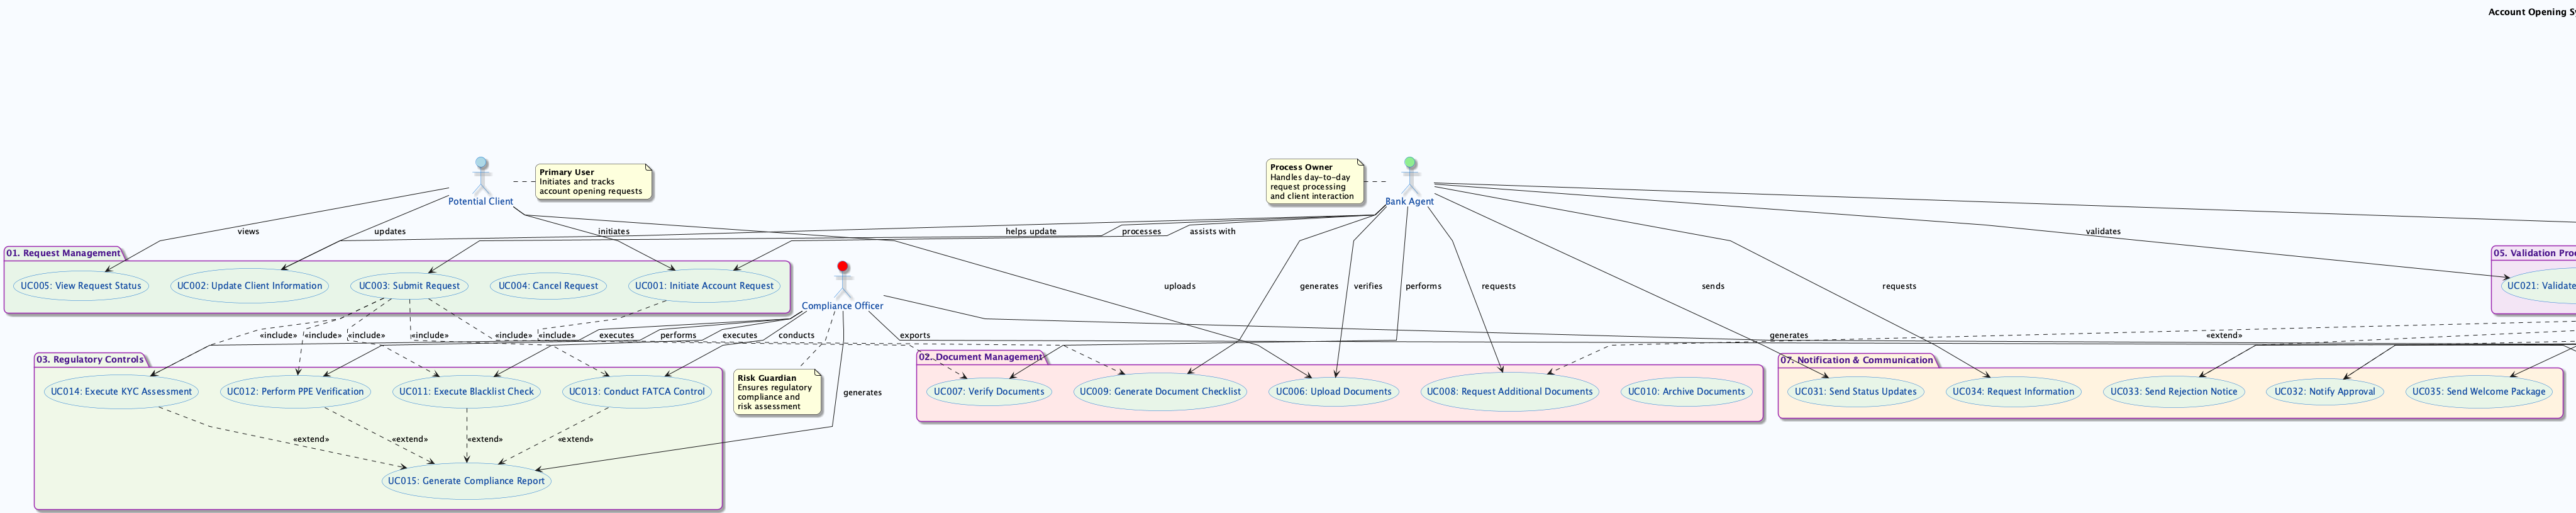 Account Opening S
Primary User
Initiates and tracks
account opening requests
Potential Client
Process Owner
Handles day-to-day
request processing
and client interaction
Bank Agent
views
updates
initiates
helps update
processes
assists with
validates
01. Request Management
UC005: View Request Status
UC002: Update Client Information
UC003: Submit Request
UC004: Cancel Request
UC001: Initiate Account Request
Compliance Officer
uploads
generates
verifies
performs
requests
sends
requests
05. Validation Pro
UC021: Validate
«include»
«include»
«include»
«include»
«include»
«include»
executes
performs
executes
conducts
exports
generates
«extend»
03. Regulatory Controls
UC014: Execute KYC Assessment
UC012: Perform PPE Verification
UC011: Execute Blacklist Check
UC013: Conduct FATCA Control
Risk Guardian
Ensures regulatory
compliance and
risk assessment
generates
02. Document Management
UC007: Verify Documents
UC009: Generate Document Checklist
UC006: Upload Documents
UC008: Request Additional Documents
UC010: Archive Documents
07. Notification & Communication
UC031: Send Status Updates
UC034: Request Information
UC033: Send Rejection Notice
UC032: Notify Approval
UC035: Send Welcome Package
«extend»
«extend»
«extend»
«extend»
UC015: Generate Compliance Report